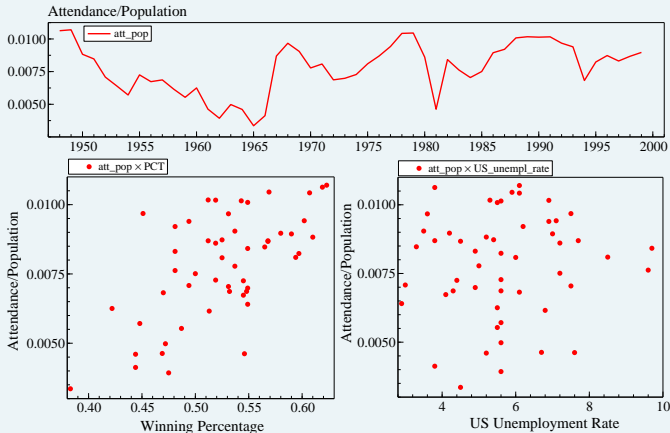 Attendance/Population
att_pop
0.0100
0.0075
0.0050
1950 1955 1960 1965 1970 1975 1980 1985 1990 1995 2000
att_pop × PCT
Attendance/Population
0.0100
0.0075
0.0050
0.40 0.45 0.50 0.55 0.60
Winning Percentage
att_pop × US_unempl_rate
Attendance/Population
0.0100
0.0075
0.0050
4 6 8 10
US Unemployment Rate